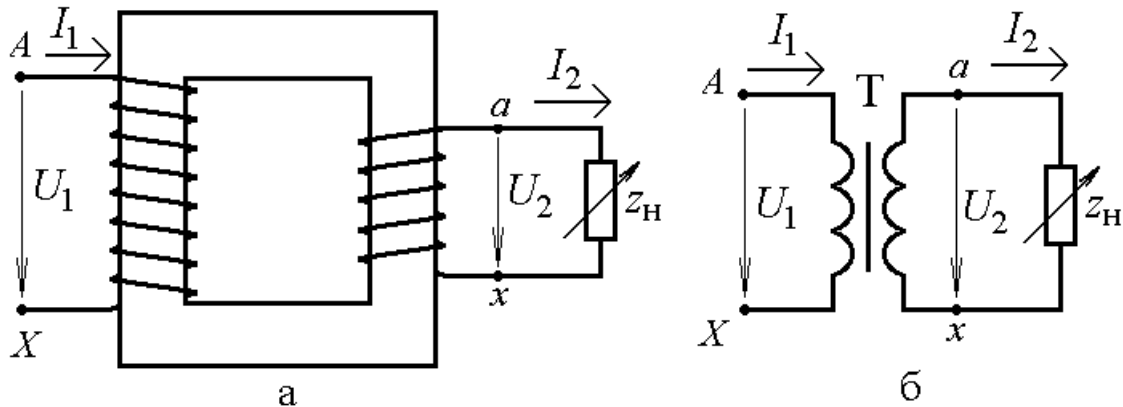 I₁
I₁
I₂
A
I₂
a
A
T
a
U₁
U₂
zн
U₁
U₂
zн
x
X
X
x
а
б